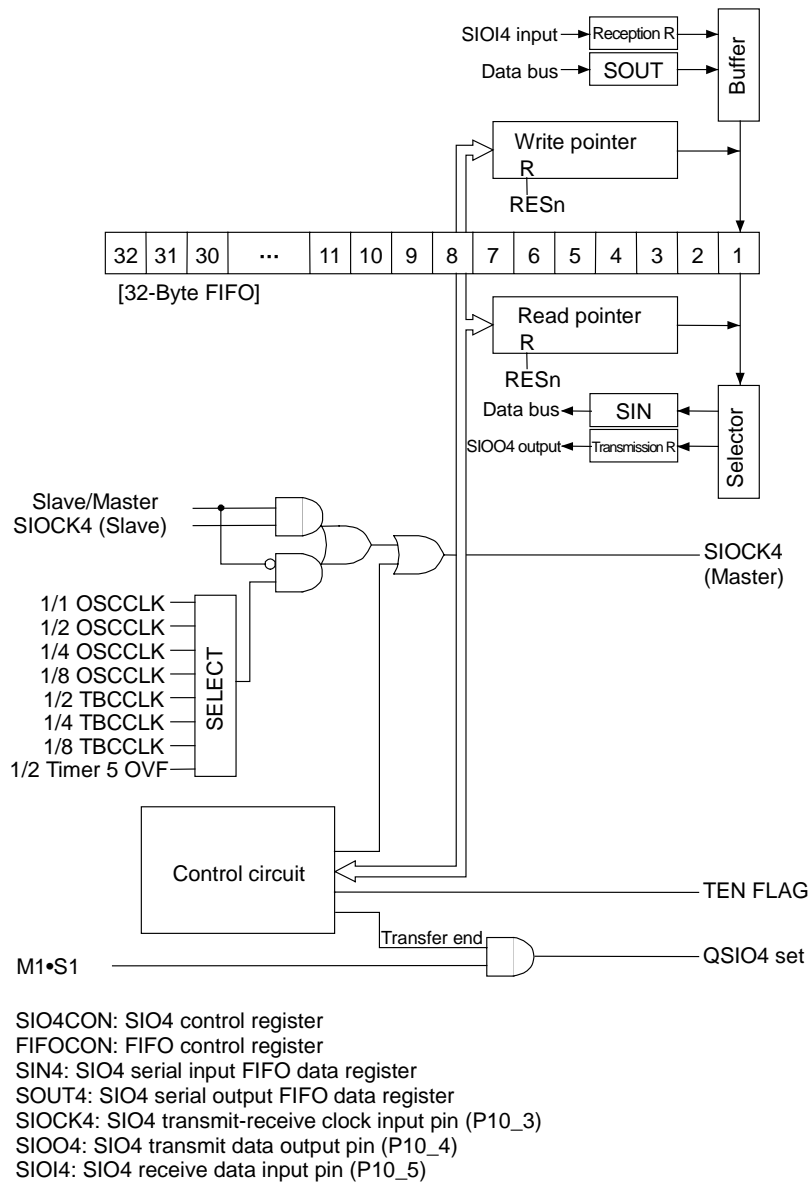 SIOI4 input
Reception R
Data bus
SOUT
Buffer
Write pointer
R
RESn
32 31 30 ... 11 10 9 8 7 6 5 4 3 2 1
[32-Byte FIFO]
Read pointer
R
RESn
Data bus
SIN
SIOO4 output
Transmission R
Selector
Slave/Master
SIOCK4 (Slave)
SIOCK4
(Master)
1/1 OSCCLK
1/2 OSCCLK
1/4 OSCCLK
1/8 OSCCLK
1/2 TBCCLK
1/4 TBCCLK
1/8 TBCCLK
1/2 Timer 5 OVF
SELECT
Control circuit
TEN FLAG
Transfer end
QSIO4 set
M1•S1
SIO4CON: SIO4 control register
FIFOCON: FIFO control register
SIN4: SIO4 serial input FIFO data register
SOUT4: SIO4 serial output FIFO data register
SIOCK4: SIO4 transmit-receive clock input pin (P10_3)
SIOO4: SIO4 transmit data output pin (P10_4)
SIOI4: SIO4 receive data input pin (P10_5)